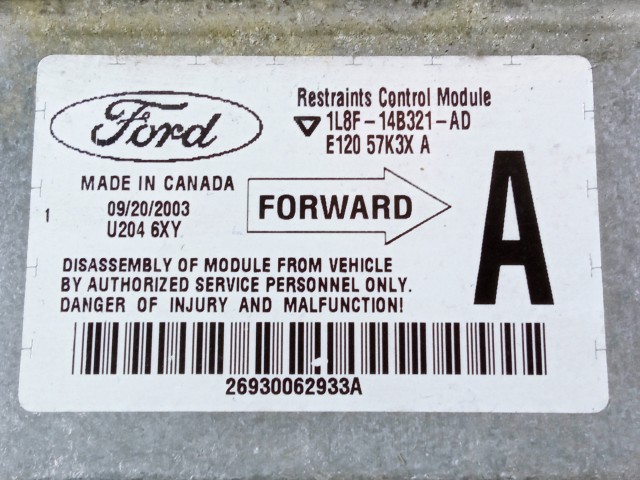 Ford
Restraints Control Module
1L8F-14B321-AD
E120 57K3X A
MADE IN CANADA
09/20/2003
U204 6XY
1
FORWARD
A
DISASSEMBLY OF MODULE FROM VEHICLE
BY AUTHORIZED SERVICE PERSONNEL ONLY.
DANGER OF INJURY AND MALFUNCTION!
26930062933A